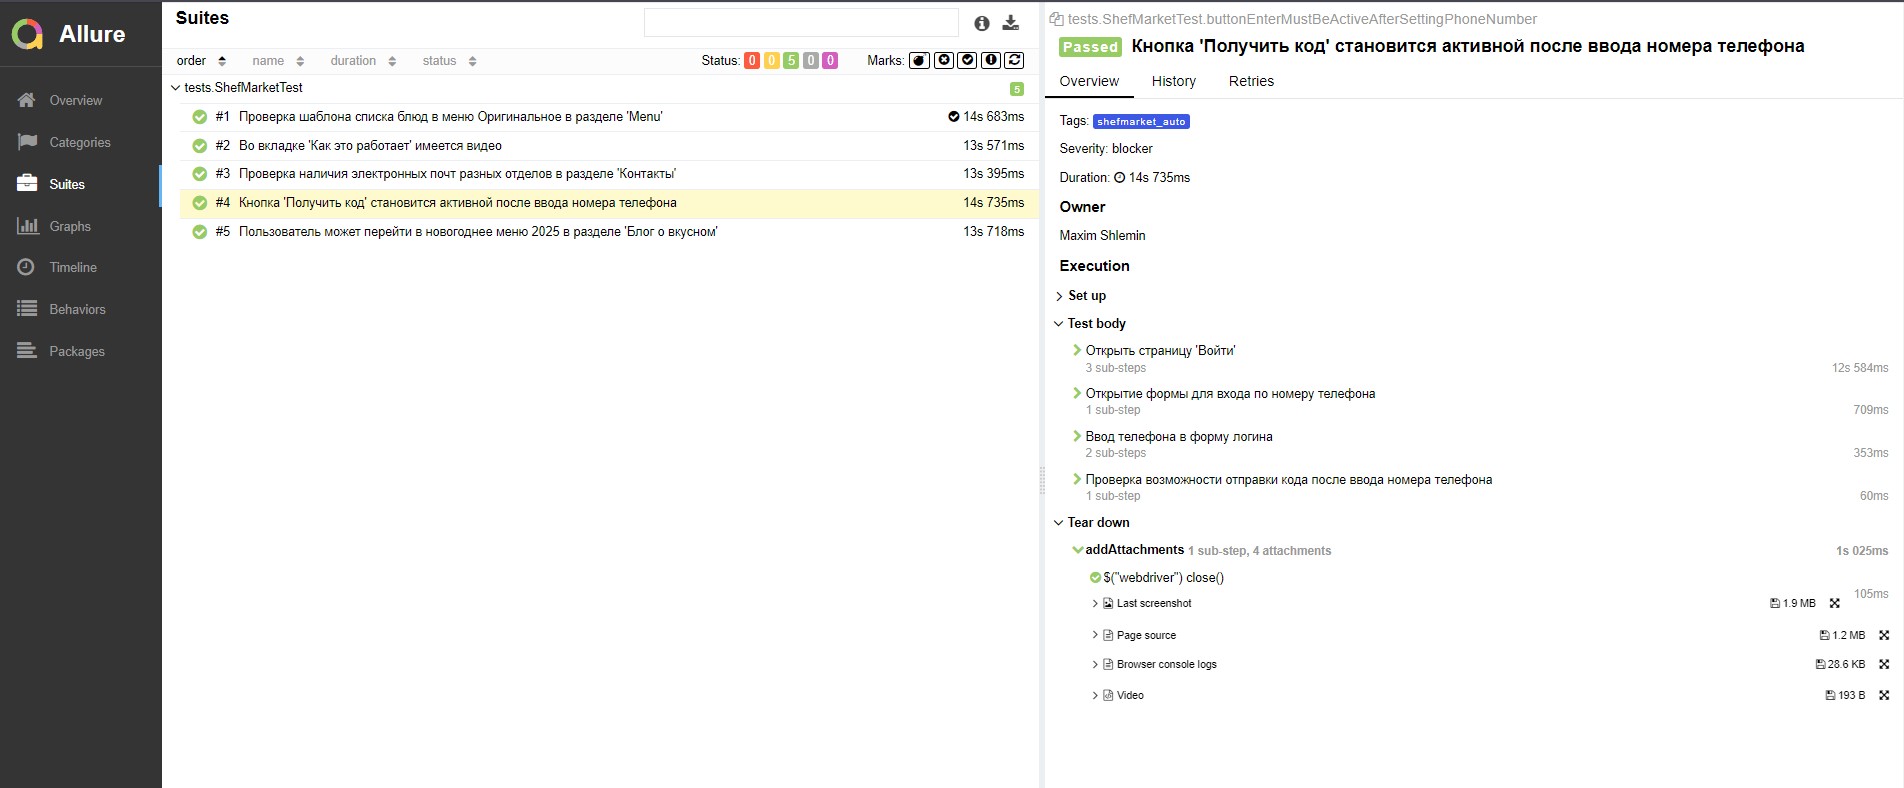 Allure
Overview
Categories
Suites
Graphs
Timeline
Behaviors
Packages
Suites
order name duration status Status: 0 0 5 0 0 Marks:
tests.ShefMarketTest 5
#1 Проверка шаблона списка блюд в меню Оригинальное в разделе 'Menu' 14s 683ms
#2 Во вкладке 'Как это работает' имеется видео 13s 571ms
#3 Проверка наличия электронных почт разных отделов в разделе 'Контакты' 13s 395ms
#4 Кнопка 'Получить код' становится активной после ввода номера телефона 14s 735ms
#5 Пользователь может перейти в новогоднее меню 2025 в разделе 'Блог о вкусном' 13s 718ms
tests.ShefMarketTest.buttonEnterMustBeActiveAfterSettingPhoneNumber
Passed Кнопка 'Получить код' становится активной после ввода номера телефона
Overview History Retries
Tags: shefmarket_auto
Severity: blocker
Duration: 14s 735ms
Owner
Maxim Shlemin
Execution
Set up
Test body
Открыть страницу 'Войти'
3 sub-steps 12s 584ms
Открытие формы для входа по номеру телефона
1 sub-step 709ms
Ввод телефона в форму логина
2 sub-steps 353ms
Проверка возможности отправки кода после ввода номера телефона
1 sub-step 60ms
Tear down
addAttachments 1 sub-step, 4 attachments 1s 025ms
$("webdriver") close()
105ms
Last screenshot 1.9 MB
Page source 1.2 MB
Browser console logs 28.6 KB
Video 193 B